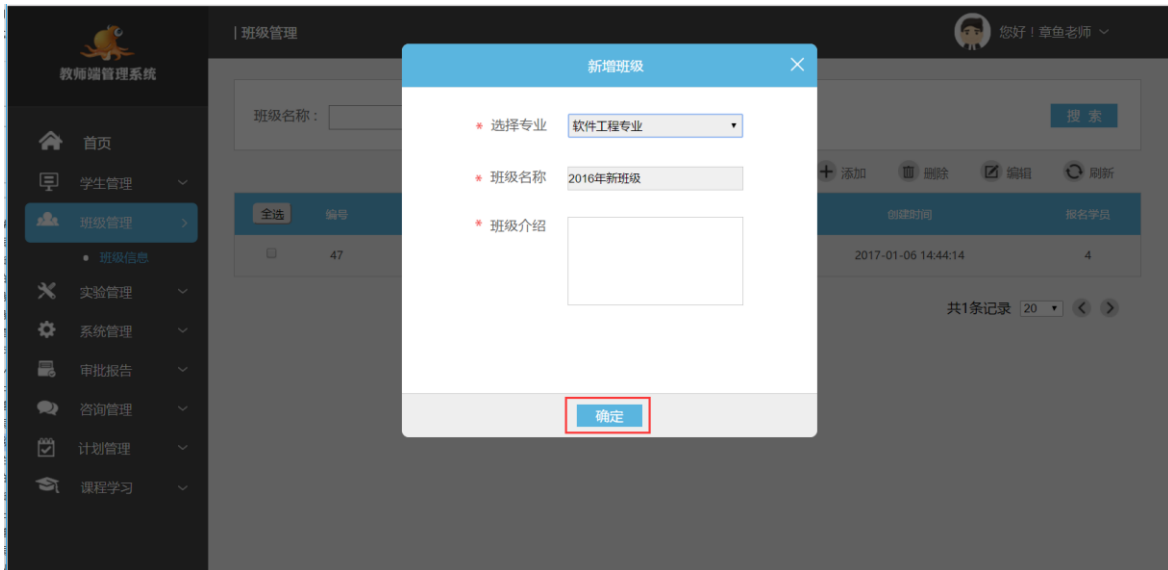 教师端管理系统
首页
学生管理
班级管理
班级信息
实验管理
系统管理
审批报告
咨询管理
计划管理
课程学习
|班级管理
您好！章鱼老师
班级名称：
搜 索
添加 删除 编辑 刷新
全选 编号 创建时间 报名学员
47 2017-01-06 14:44:14 4
共1条记录 20
新增班级
* 选择专业 软件工程专业
* 班级名称 2016年新班级
* 班级介绍
确定